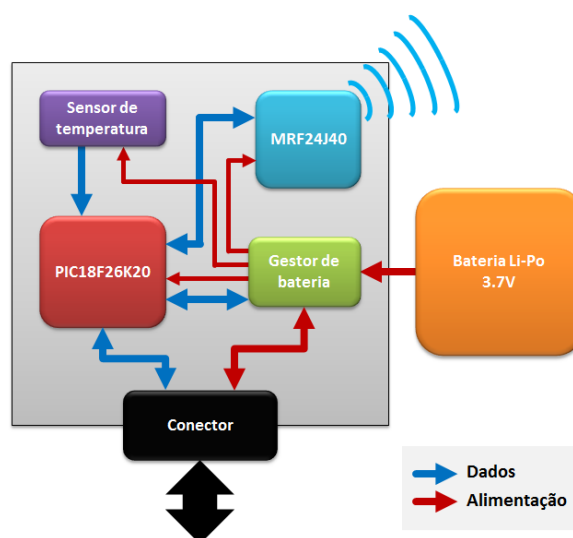 Sensor de
temperatura
MRF24J40
PIC18F26K20
Gestor de
bateria
Bateria Li-Po
3.7V
Conector
Dados
Alimentação